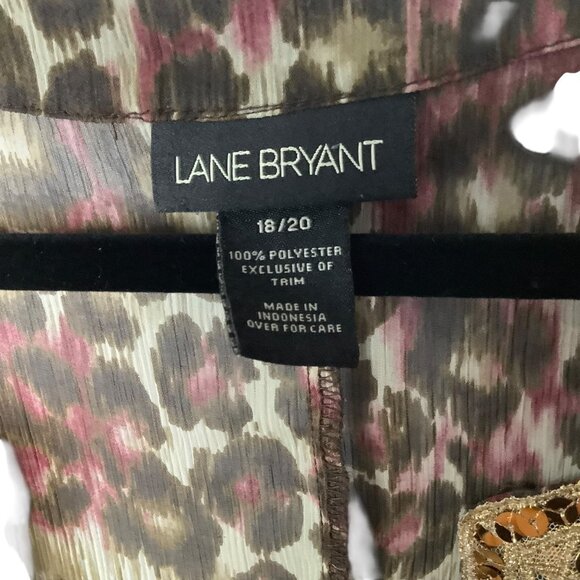 LANE BRYANT
18/20
100% POLYESTER
EXCLUSIVE OF
TRIM
MADE IN
INDONESIA
OVER FOR CARE